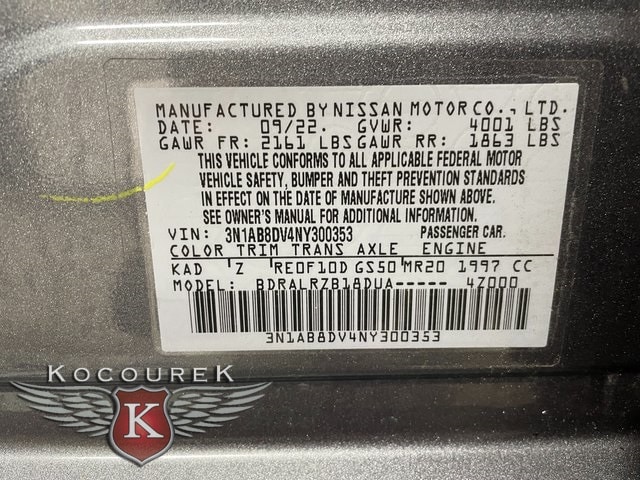 MANUFACTURED BY NISSAN MOTOR CO., LTD.
DATE: 09/22. GVWR: 4001 LBS
GAWR FR: 2161 LBS GAWR RR: 1863 LBS
THIS VEHICLE CONFORMS TO ALL APPLICABLE FEDERAL MOTOR
VEHICLE SAFETY, BUMPER AND THEFT PREVENTION STANDARDS
IN EFFECT ON THE DATE OF MANUFACTURE SHOWN ABOVE.
SEE OWNER'S MANUAL FOR ADDITIONAL INFORMATION.
VIN: 3N1AB8DV4NY300353 PASSENGER CAR.
COLOR TRIM TRANS AXLE ENGINE
KAD Z RE0F10D GS50 MR20 1997 CC
MODEL: BDRALRZB18DUA----- 4Z000
3N1AB8DV4NY300353
KOCOUREK
K